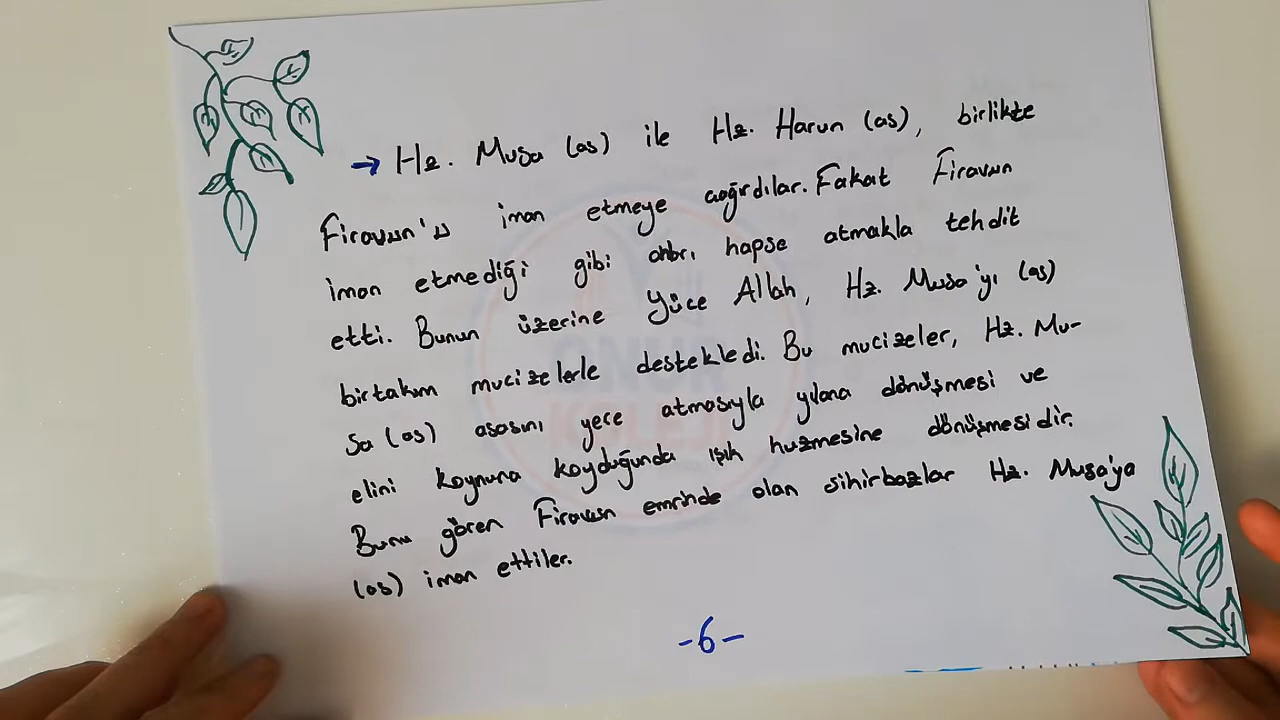 → Hz. Musa (as) ile Hz. Harun (as), birlikte
Firavun'u iman etmeye çağırdılar. Fakat Firavun
iman etmediği gibi onları hapse atmakla tehdit
etti. Bunun üzerine Yüce Allah, Hz. Musa'yı (as)
birtakım mucizelerle destekledi. Bu mucizeler, Hz. Mu-
sa (as) asasını yere atmasıyla yılana dönüşmesi ve
elini koynuna koyduğunda ışık huzmesine dönüşmesidir.
Bunu gören Firavun emrinde olan sihirbazlar Hz. Musa'ya
(as) iman ettiler.
-6-